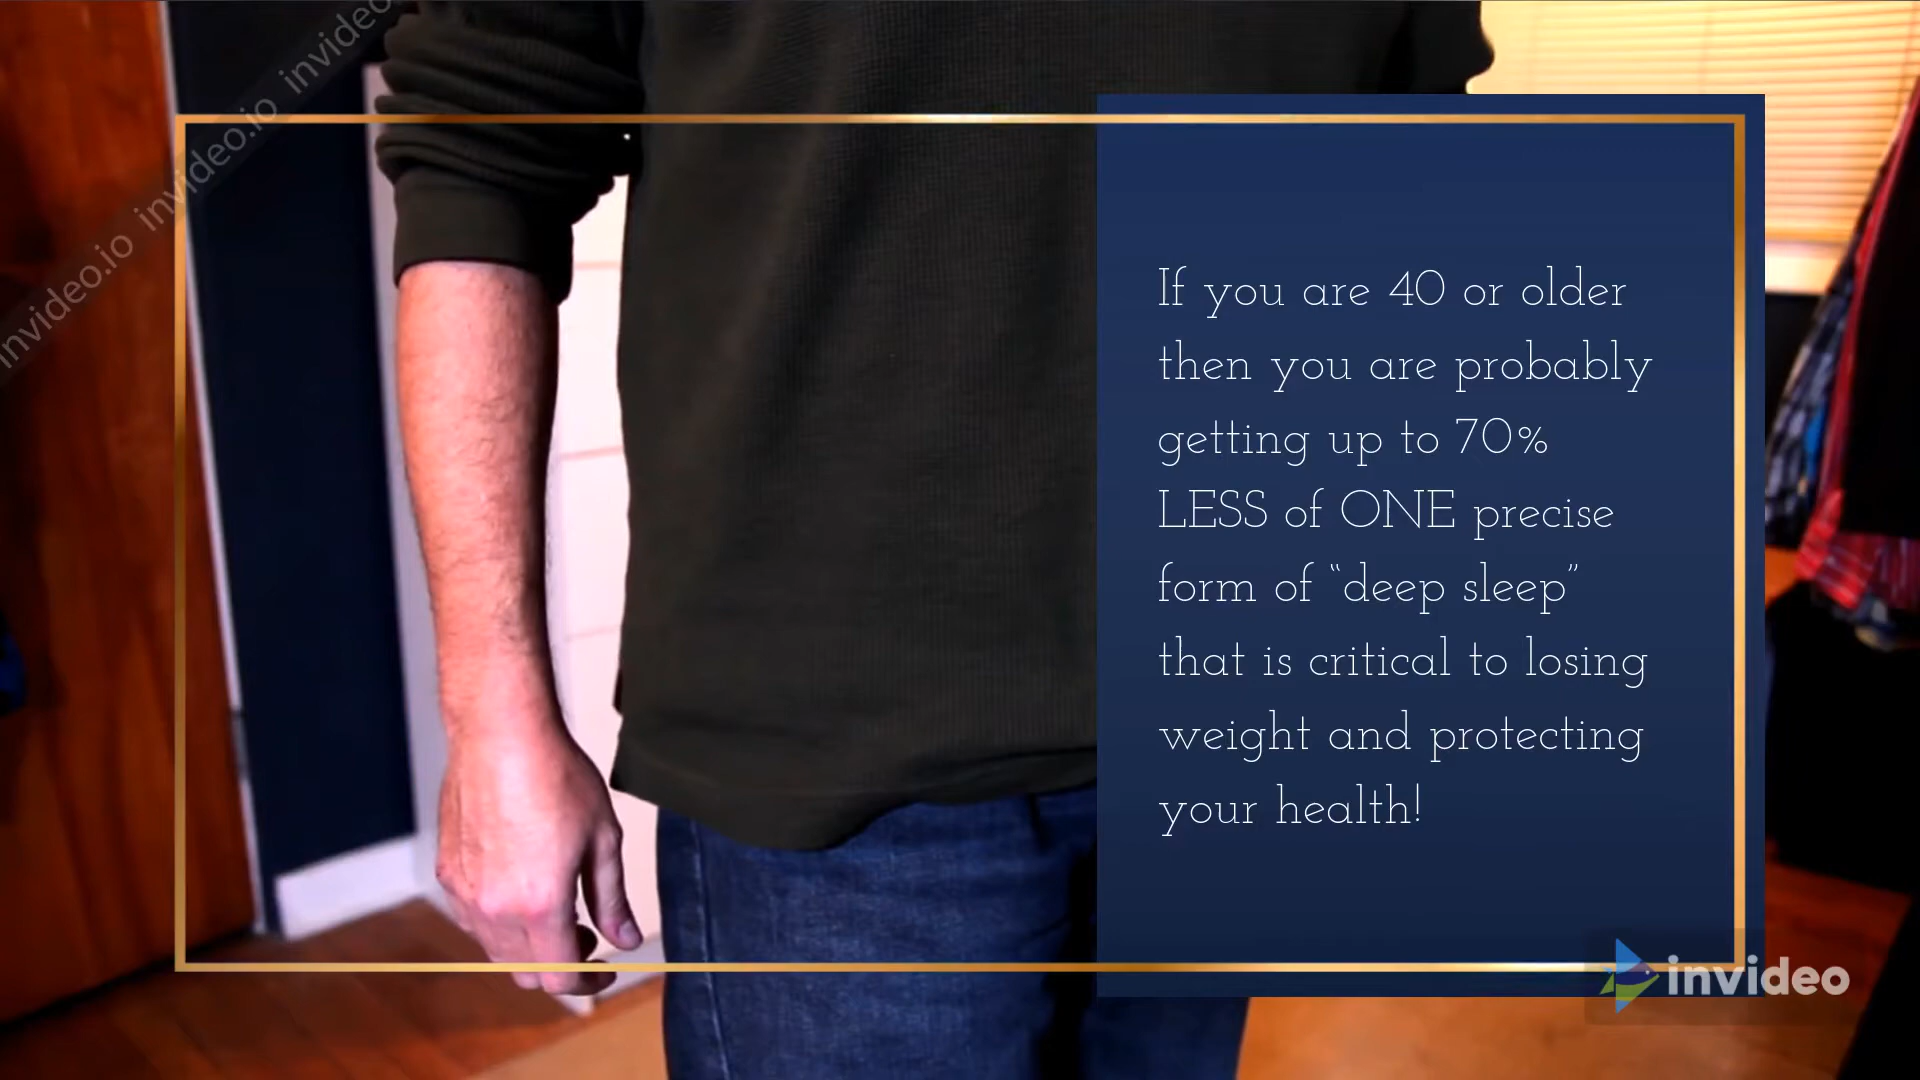 invideo.io invideo.io invideo.io
If you are 40 or older
then you are probably
getting up to 70%
LESS of ONE precise
form of “deep sleep”
that is critical to losing
weight and protecting
your health!
invideo